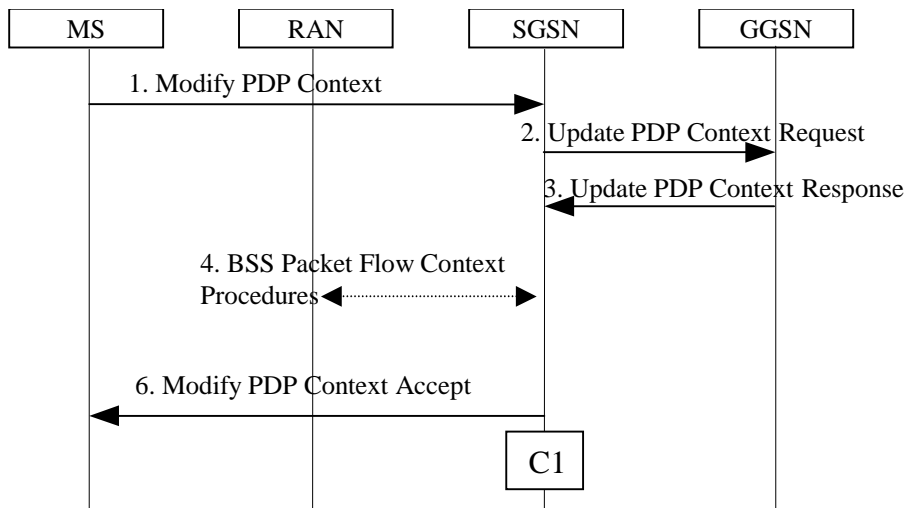 MS RAN SGSN GGSN
1. Modify PDP Context
2. Update PDP Context Request
3. Update PDP Context Response
4. BSS Packet Flow Context
Procedures
6. Modify PDP Context Accept
C1